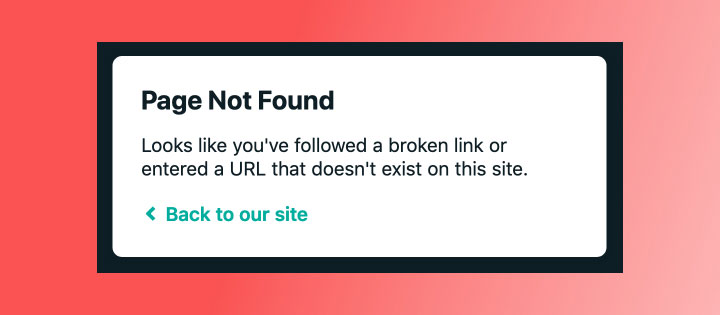 Page Not Found
Looks like you've followed a broken link or
entered a URL that doesn't exist on this site.
Back to our site